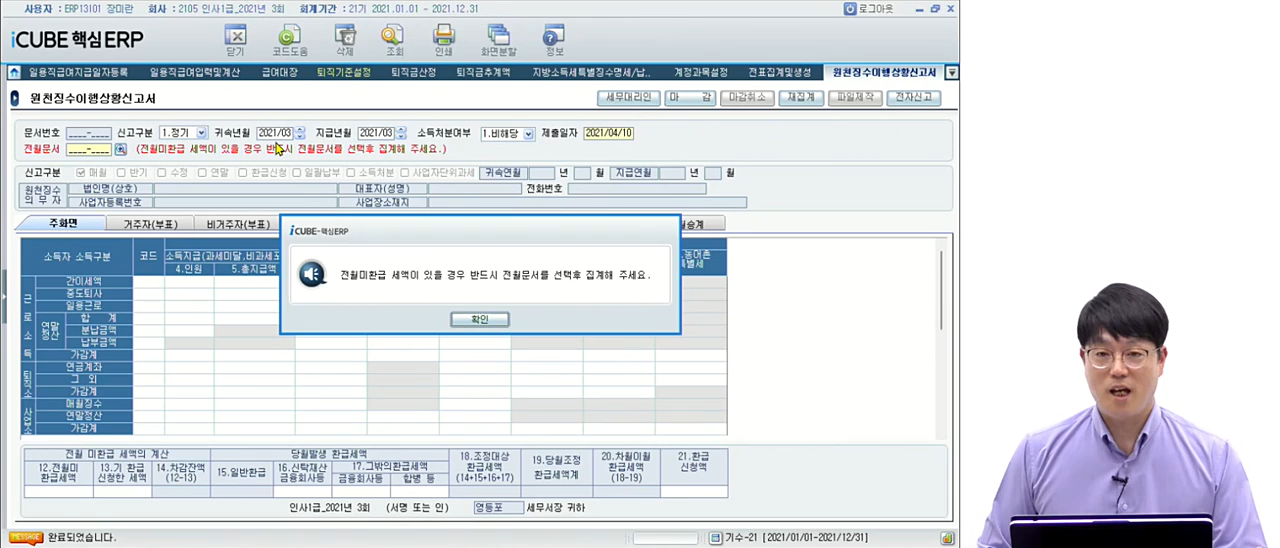 사용자 : ERP13I01 장미란 회사 : 2105 인사1급_2021년 3회 회계기간 : 21기 2021.01.01 ~ 2021.12.31 로그아웃
iCUBE 핵심ERP
닫기 코드도움 삭제 조회 인쇄 화면분할 정보
일용직급여지급일자등록 일용직급여입력및계산 급여대장 퇴직기준설정 퇴직금산정 퇴직금추계액 지방소득세특별징수명세/납.. 계정과목설정 전표집계및생성 원천징수이행상황신고서
원천징수이행상황신고서 세무대리인 마 감 마감취소 재집계 파일제작 전자신고
문서번호 ____-____ 신고구분 1.정기 귀속년월 2021/03 지급년월 2021/03 소득처분여부 1.비해당 제출일자 2021/04/10
전월문서 ____-____ (전월미환급 세액이 있을 경우 반드시 전월문서를 선택후 집계해 주세요.)
신고구분 매월 반기 수정 연말 환급신청 일괄납부 소득처분 사업자단위과세 귀속연월 년 월 지급연월 년 월
원천징수 의 무 자 법인명(상호) 대표자(성명) 전화번호
사업자등록번호 사업장소재지
주화면 거주자(부표) 비거주자(부표) 승계
iCUBE-핵심ERP
전월미환급 세액이 있을 경우 반드시 전월문서를 선택후 집계해 주세요.
확인
소득자 소득구분 코드 소득지급(과세미달,비과세포 농어촌
4.인원 5.총지급액 특별세
근로소득 간이세액
중도퇴사
일용근로
연말정산 합 계
분납금액
납부금액
가감계
퇴직소 연금계좌
그 외
가감계
사업소 매월징수
연말정산
가감계
전월 미환급 세액의 계산 당월발생 환급세액 18.조정대상 환급세액 (14+15+16+17) 19.당월조정 환급세액계 20.차월이월 환급세액 (18-19) 21.환급 신청액
12.전월미 환급세액 13.기 환급 신청한 세액 14.차감잔액 (12-13) 15.일반환급 16.신탁재산 금융회사등 17.그밖의환급세액
금융회사등 합병 등
인사1급_2021년 3회 (서명 또는 인) 영등포 세무서장 귀하
MESSAGE 완료되었습니다. 기수-21 [2021/01/01-2021/12/31]